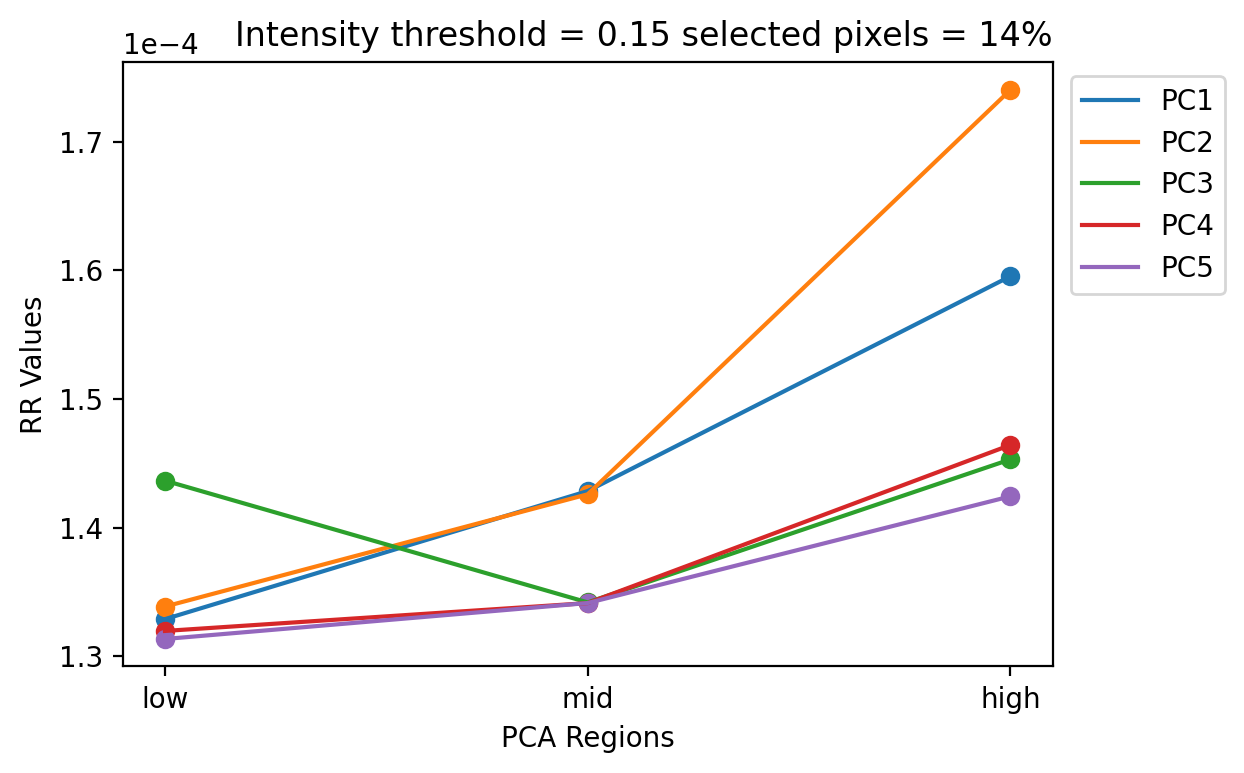 Intensity threshold = 0.15 selected pixels = 14%
1e−4
1.7
1.6
1.5
1.4
1.3
RR Values
low
mid
high
PCA Regions
PC1
PC2
PC3
PC4
PC5